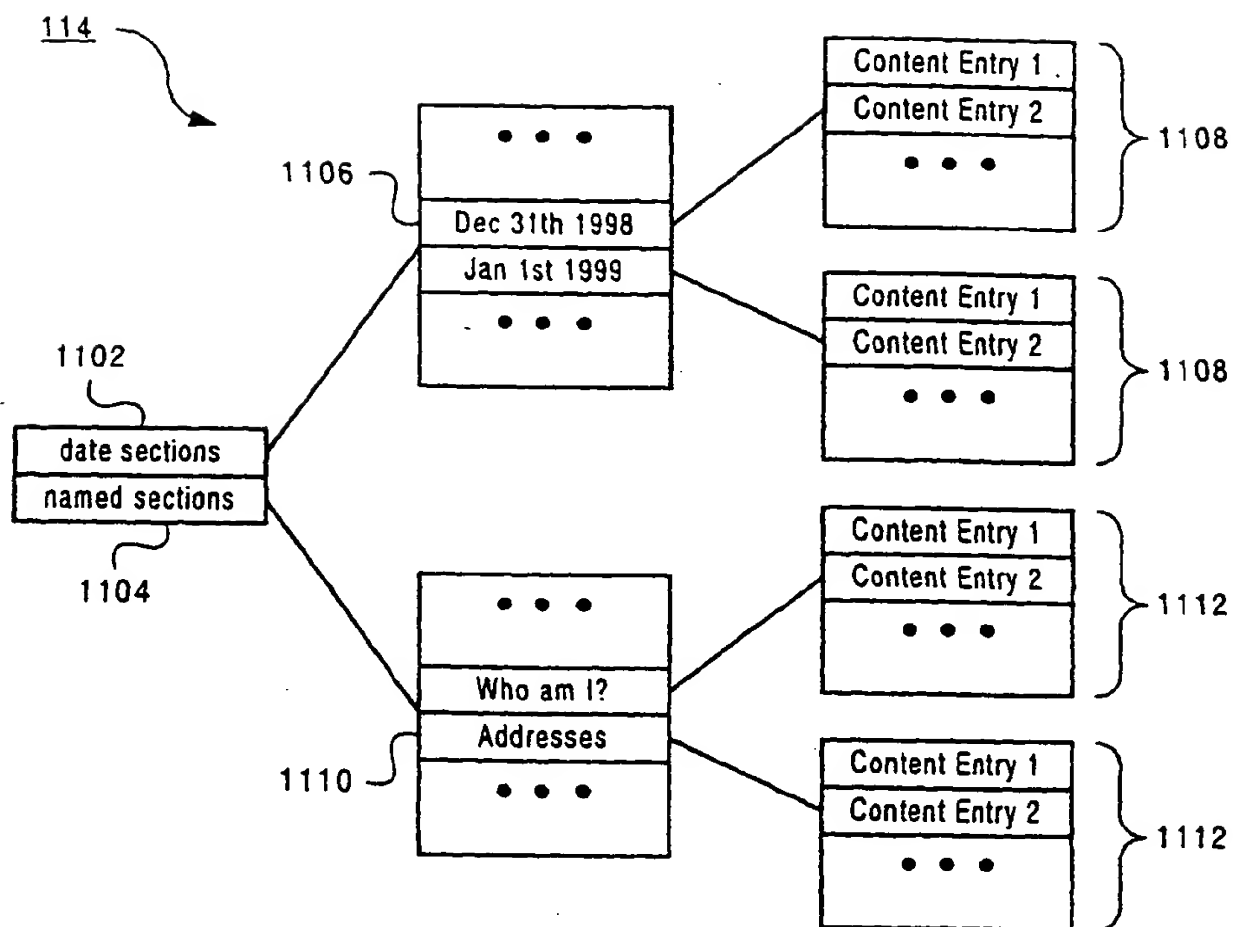 114
1106
• • •
Dec 31th 1998
Jan 1st 1999
• • •
Content Entry 1
Content Entry 2
• • •
1108
Content Entry 1
Content Entry 2
• • •
1108
1102
date sections
named sections
1104
• • •
Who am I?
Addresses
• • •
1110
Content Entry 1
Content Entry 2
• • •
1112
Content Entry 1
Content Entry 2
• • •
1112